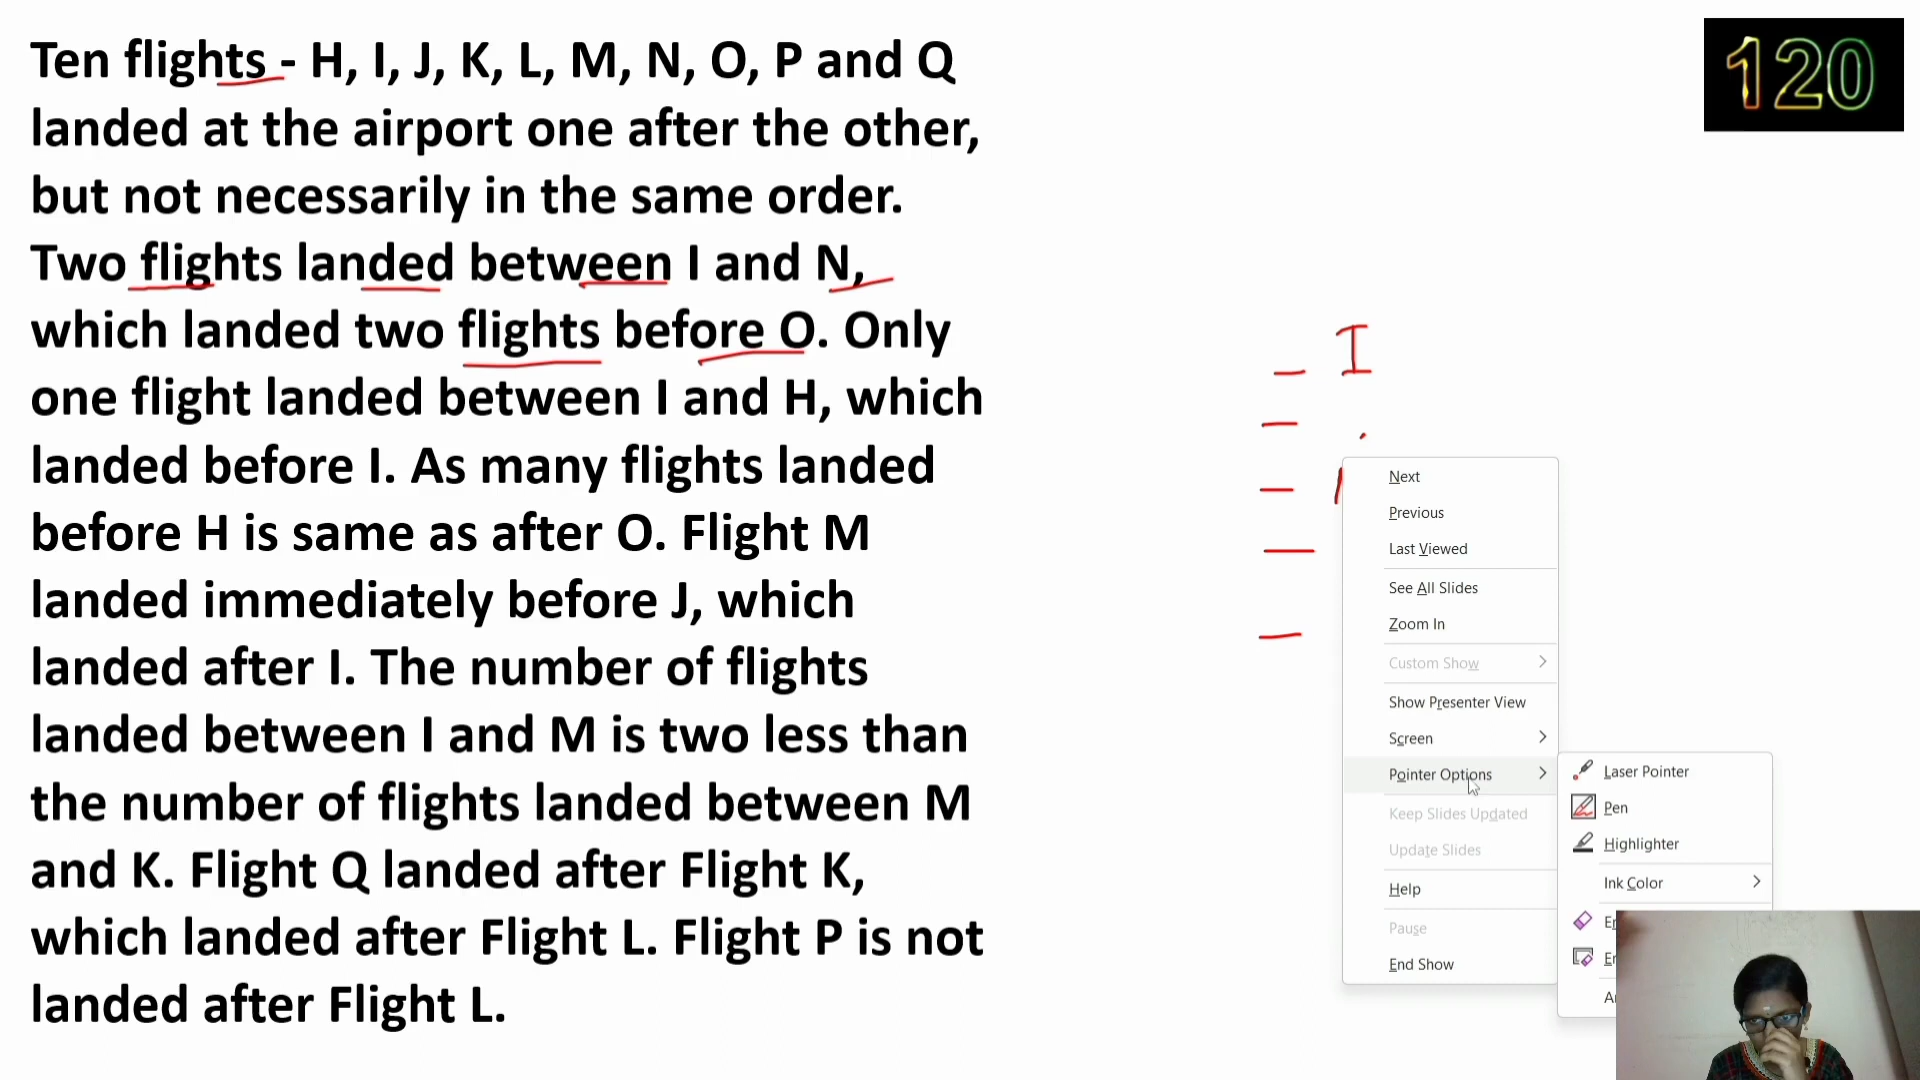 Ten flights - H, I, J, K, L, M, N, O, P and Q
landed at the airport one after the other,
but not necessarily in the same order.
Two flights landed between I and N,
which landed two flights before O. Only
one flight landed between I and H, which
landed before I. As many flights landed
before H is same as after O. Flight M
landed immediately before J, which
landed after I. The number of flights
landed between I and M is two less than
the number of flights landed between M
and K. Flight Q landed after Flight K,
which landed after Flight L. Flight P is not
landed after Flight L.
120
I
Next
Previous
Last Viewed
See All Slides
Zoom In
Custom Show
Show Presenter View
Screen
Pointer Options
Keep Slides Updated
Update Slides
Help
Pause
End Show
Laser Pointer
Pen
Highlighter
Ink Color